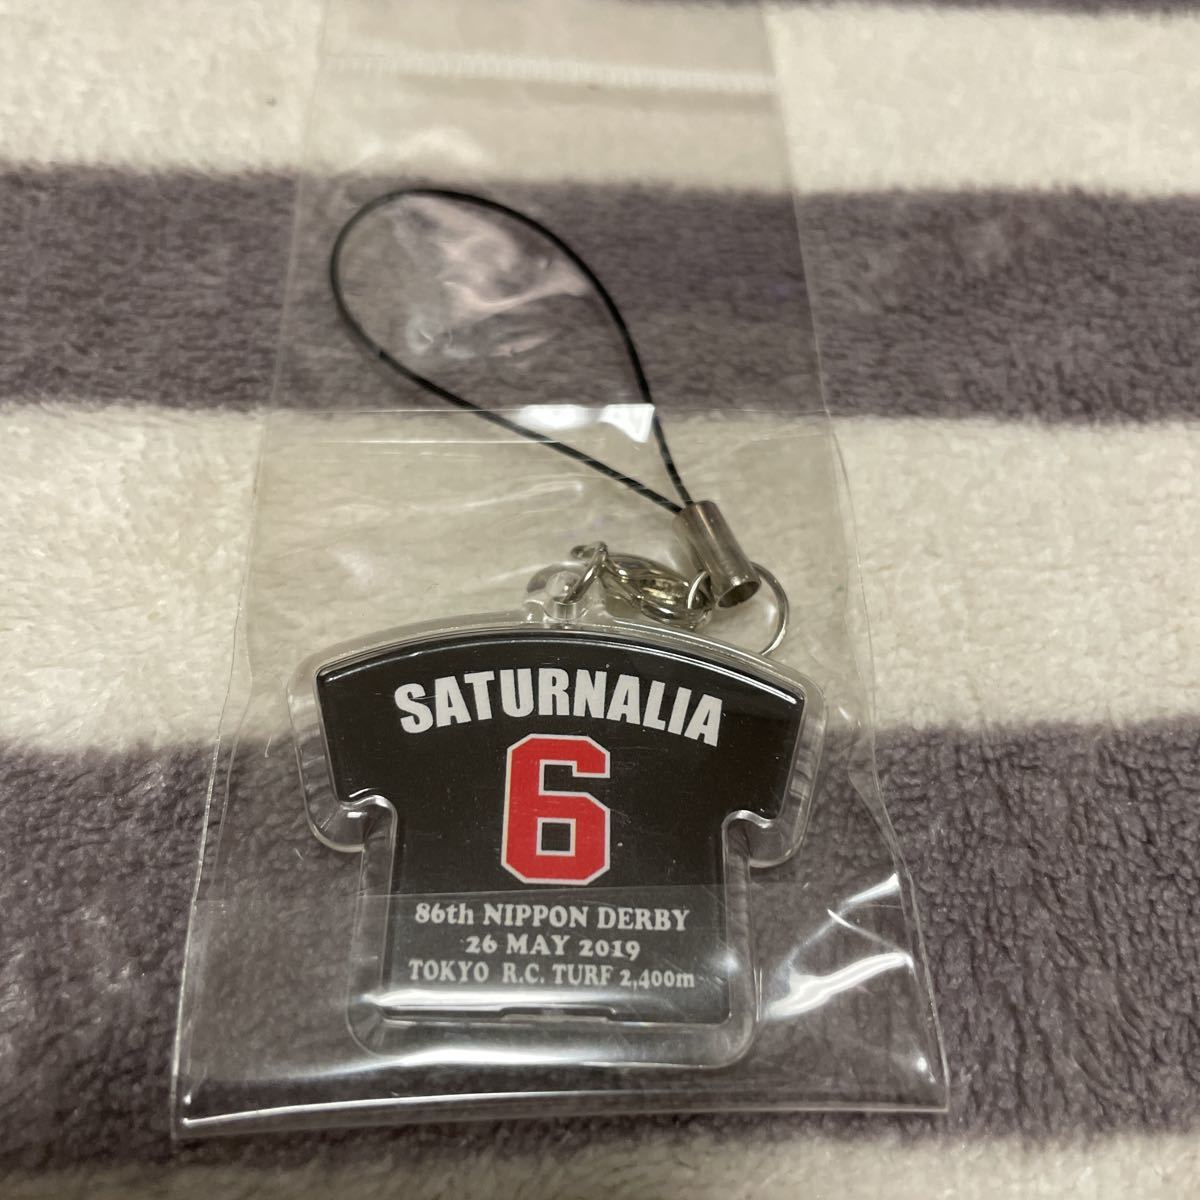 SATURNALIA
6
86th NIPPON DERBY
26 MAY 2019
TOKYO R.C. TURF 2,400m